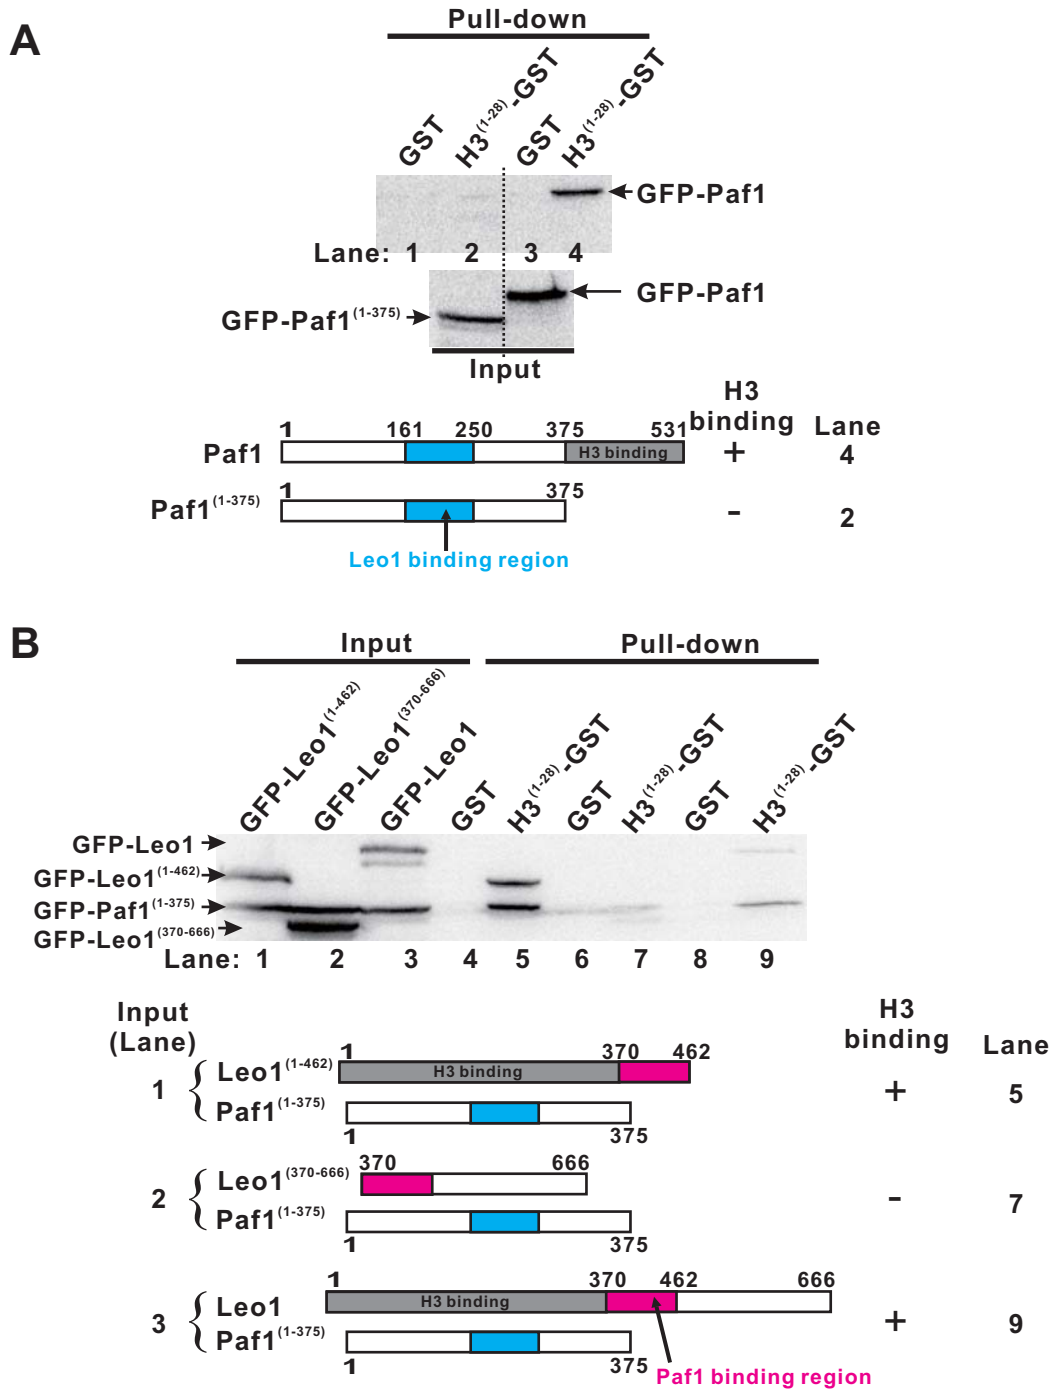 A
Pull-down
GST H3(1-28)-GST GST H3(1-28)-GST
GFP-Paf1
Lane: 1 2 3 4
GFP-Paf1
GFP-Paf1(1-375)
Input
H3 binding Lane
1 161 250 375 531
Paf1 H3 binding + 4
1 375
Paf1(1-375) - 2
Leo1 binding region
B
Input Pull-down
GFP-Leo1(1-462) GFP-Leo1(370-666) GFP-Leo1 GST H3(1-28)-GST GST H3(1-28)-GST GST H3(1-28)-GST
GFP-Leo1
GFP-Leo1(1-462)
GFP-Paf1(1-375)
GFP-Leo1(370-666)
Lane: 1 2 3 4 5 6 7 8 9
Input H3
(Lane) binding Lane
1 370 462
Leo1(1-462) H3 binding
1 { + 5
Paf1(1-375)
1 375
370 666
Leo1(370-666)
2 { - 7
Paf1(1-375)
1 375
1 370 462 666
Leo1 H3 binding
3 { + 9
Paf1(1-375)
1 375
Paf1 binding region